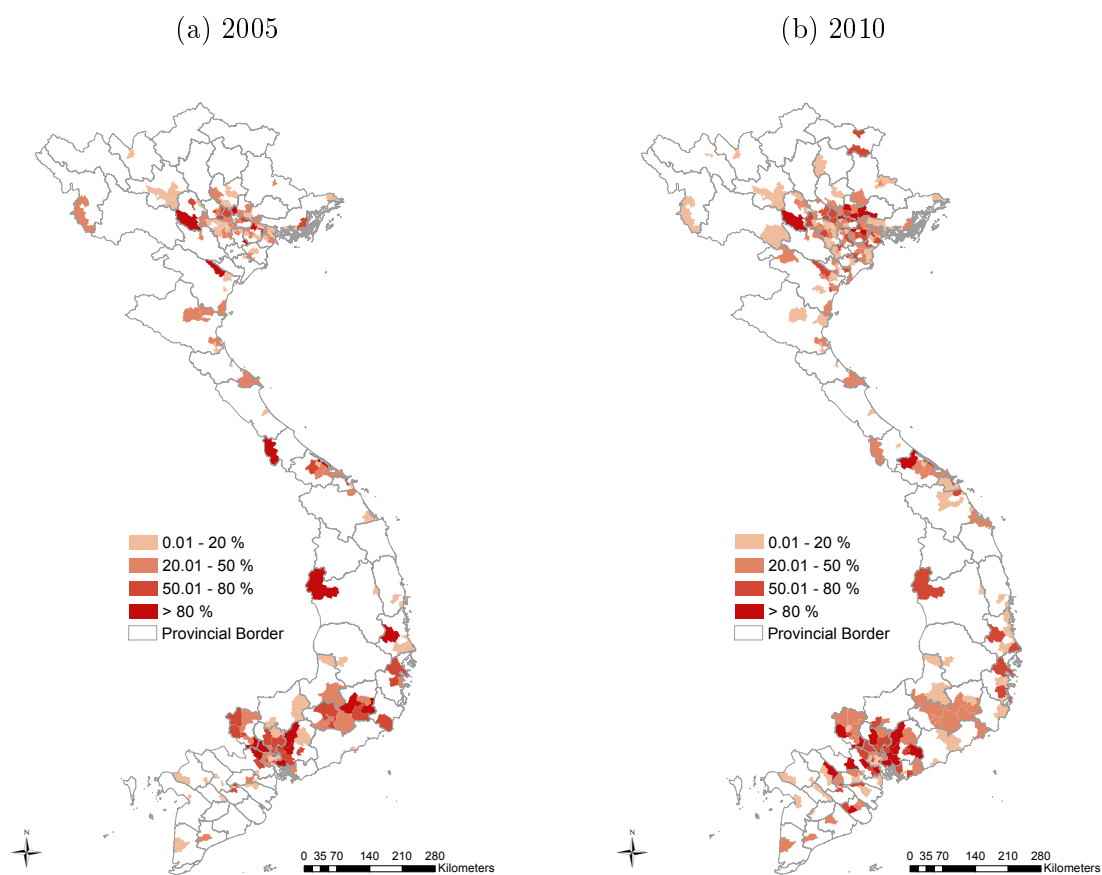 (a) 2005
(b) 2010
0.01 - 20 %
20.01 - 50 %
50.01 - 80 %
> 80 %
Provincial Border
0.01 - 20 %
20.01 - 50 %
50.01 - 80 %
> 80 %
Provincial Border
N
0 35 70 140 210 280
Kilometers
N
0 35 70 140 210 280
Kilometers